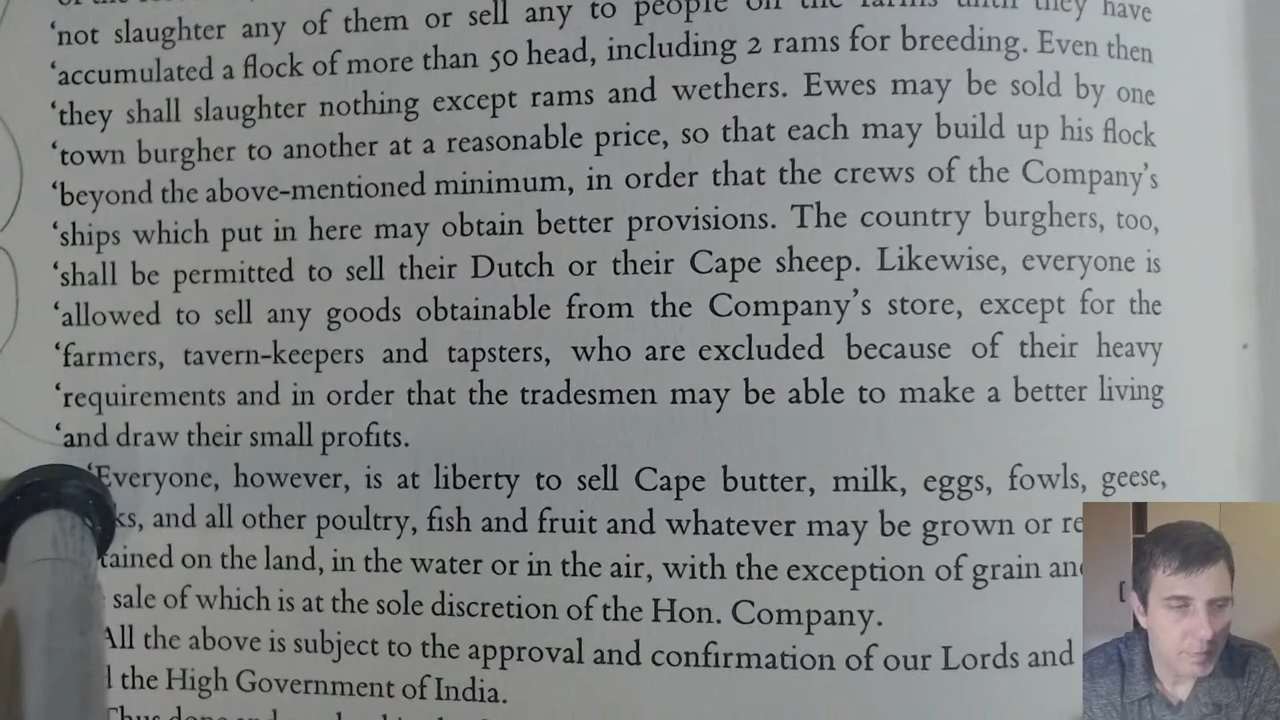 ‘not slaughter any of them or sell any to people on the farms until they have
‘accumulated a flock of more than 50 head, including 2 rams for breeding. Even then
‘they shall slaughter nothing except rams and wethers. Ewes may be sold by one
‘town burgher to another at a reasonable price, so that each may build up his flock
‘beyond the above-mentioned minimum, in order that the crews of the Company's
‘ships which put in here may obtain better provisions. The country burghers, too,
‘shall be permitted to sell their Dutch or their Cape sheep. Likewise, everyone is
‘allowed to sell any goods obtainable from the Company's store, except for the
‘farmers, tavern-keepers and tapsters, who are excluded because of their heavy
‘requirements and in order that the tradesmen may be able to make a better living
‘and draw their small profits.
‘Everyone, however, is at liberty to sell Cape butter, milk, eggs, fowls, geese,
ks, and all other poultry, fish and fruit and whatever may be grown or re
tained on the land, in the water or in the air, with the exception of grain and
sale of which is at the sole discretion of the Hon. Company.
All the above is subject to the approval and confirmation of our Lords and
the High Government of India.
Thus done and